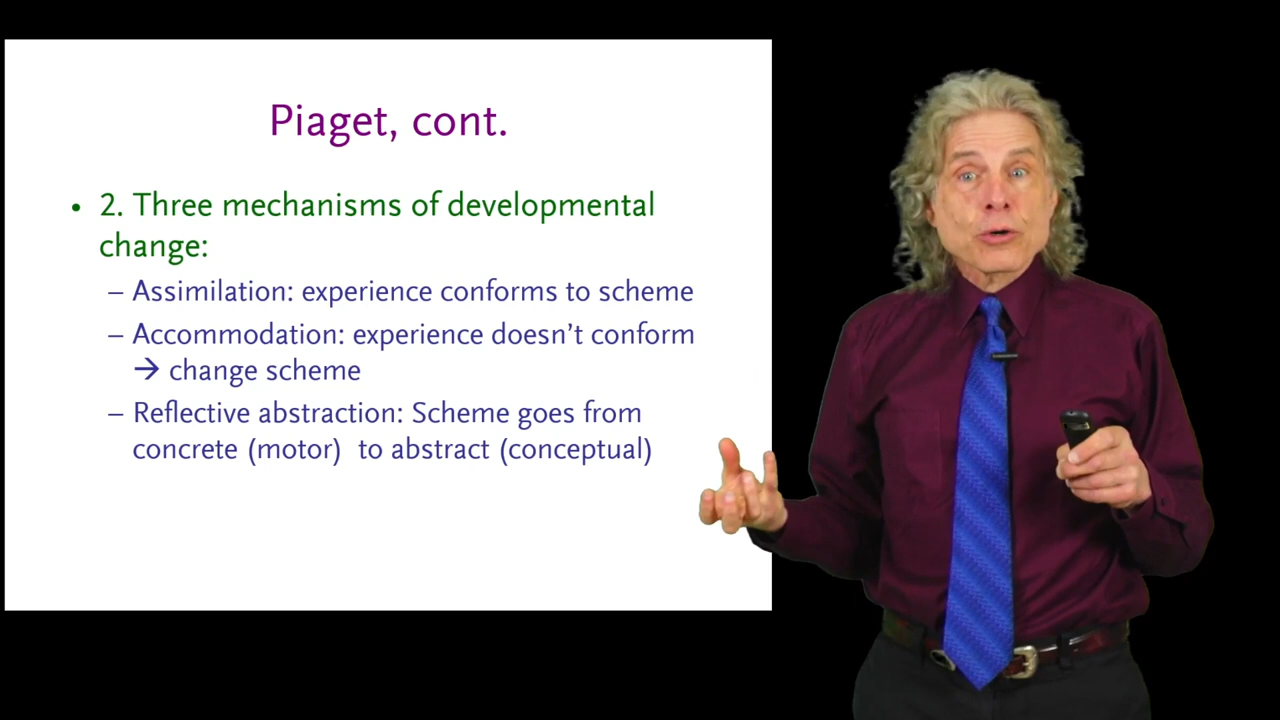 Piaget, cont.
• 2. Three mechanisms of developmental
change:
– Assimilation: experience conforms to scheme
– Accommodation: experience doesn’t conform
→ change scheme
– Reflective abstraction: Scheme goes from
concrete (motor)  to abstract (conceptual)